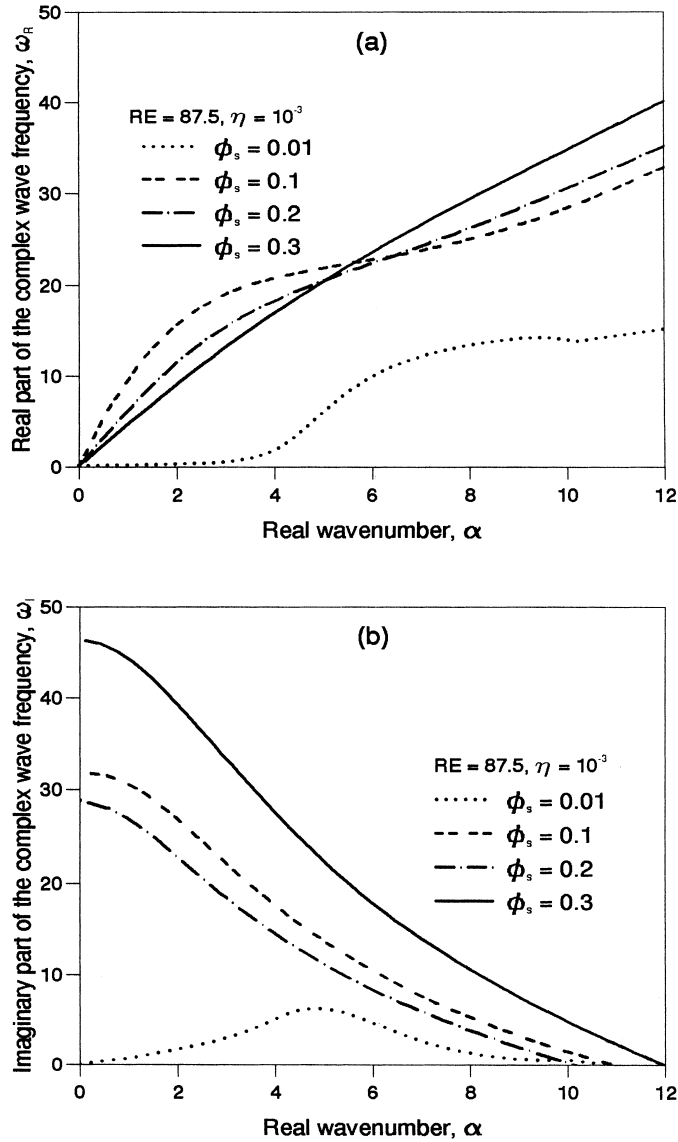 50
40
30
20
10
0
Real part of the complex wave frequency, ωR
(a)
RE = 87.5, η = 10⁻³
ϕs = 0.01
ϕs = 0.1
ϕs = 0.2
ϕs = 0.3
0 2 4 6 8 10 12
Real wavenumber, α
50
40
30
20
10
0
Imaginary part of the complex wave frequency, ωI
(b)
RE = 87.5, η = 10⁻³
ϕs = 0.01
ϕs = 0.1
ϕs = 0.2
ϕs = 0.3
0 2 4 6 8 10 12
Real wavenumber, α